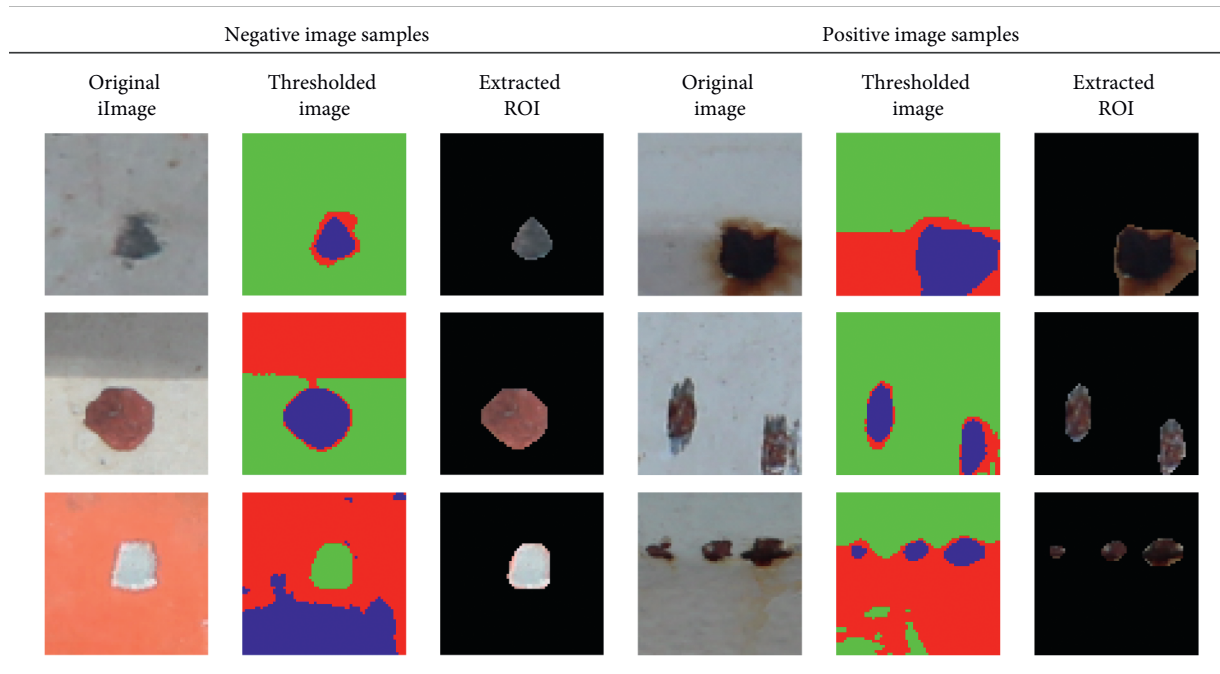 Negative image samples
Positive image samples
Original
iImage
Thresholded
image
Extracted
ROI
Original
image
Thresholded
image
Extracted
ROI